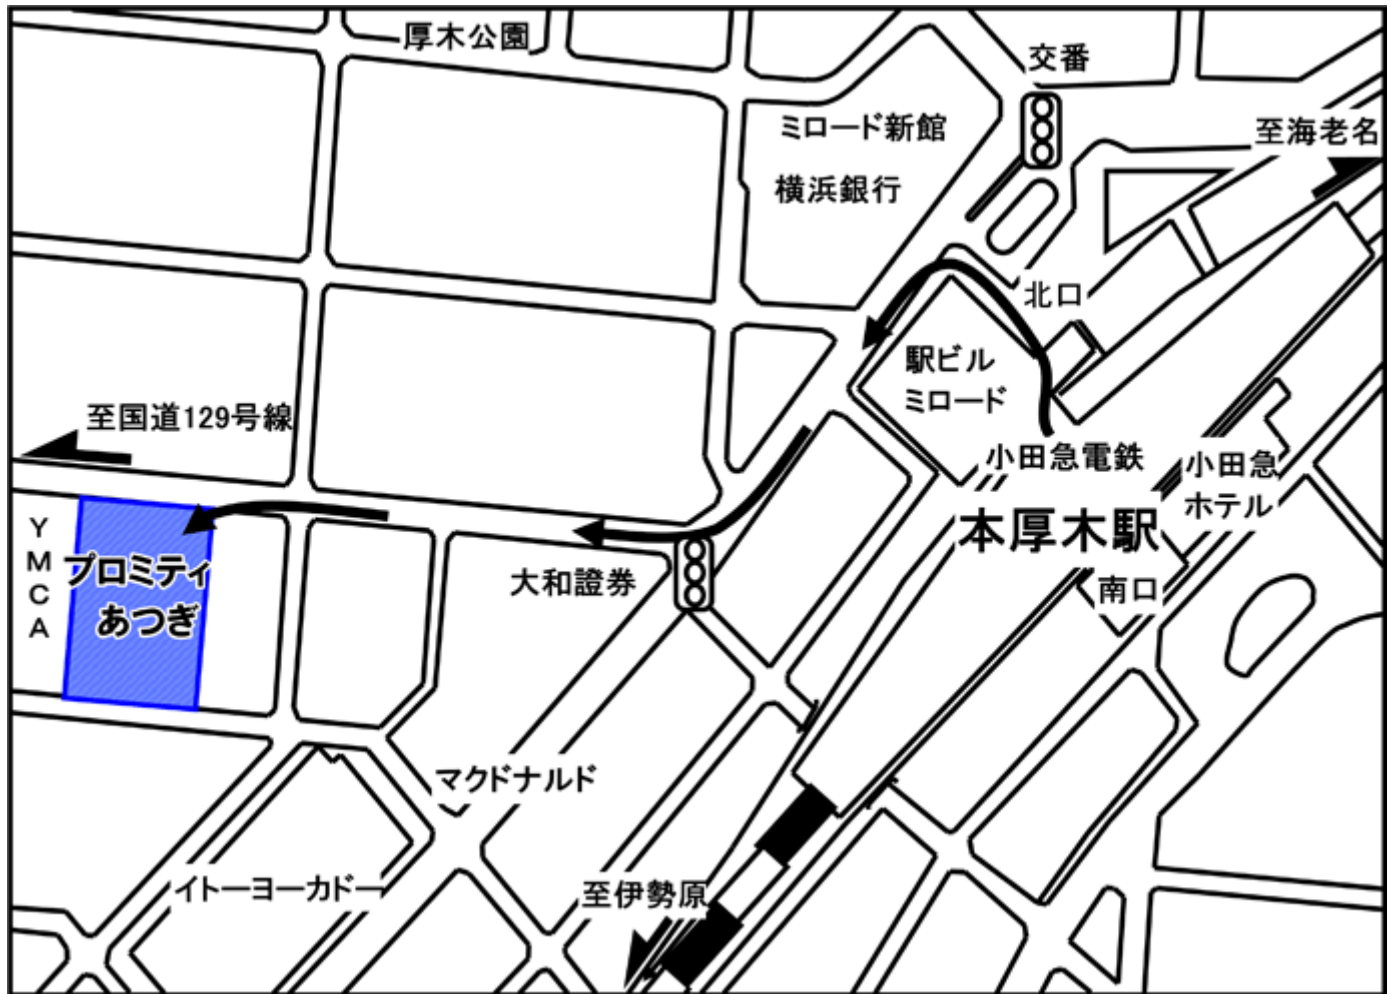 厚木公園
交番
ミロード新館
横浜銀行
至海老名
北口
駅ビル
ミロード
至国道129号線
小田急電鉄
本厚木駅
小田急
ホテル
南口
YMCA
プロミティ
あつぎ
大和證券
マクドナルド
イトーヨーカドー
至伊勢原